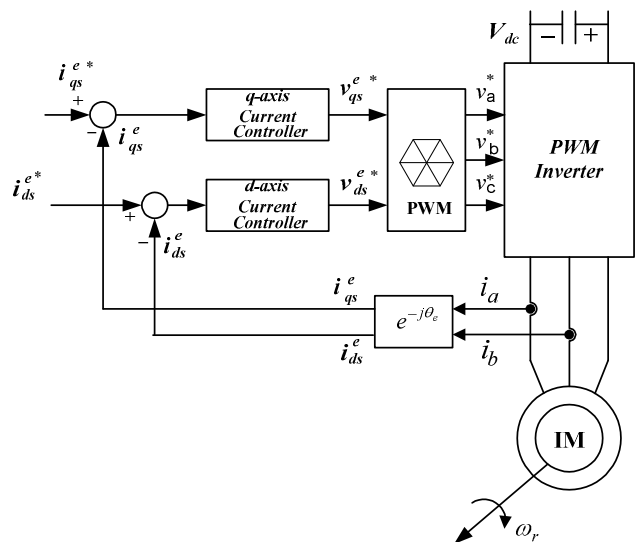 V_dc
− +
i_qs^e*
+
−
i_qs^e
q-axis
Current
Controller
v_qs^e*
v_a^*
v_b^*
v_c^*
PWM
Inverter
i_ds^e*
+
−
i_ds^e
d-axis
Current
Controller
v_ds^e*
PWM
i_qs^e
i_ds^e
e^{-jθ_e}
i_a
i_b
IM
ω_r